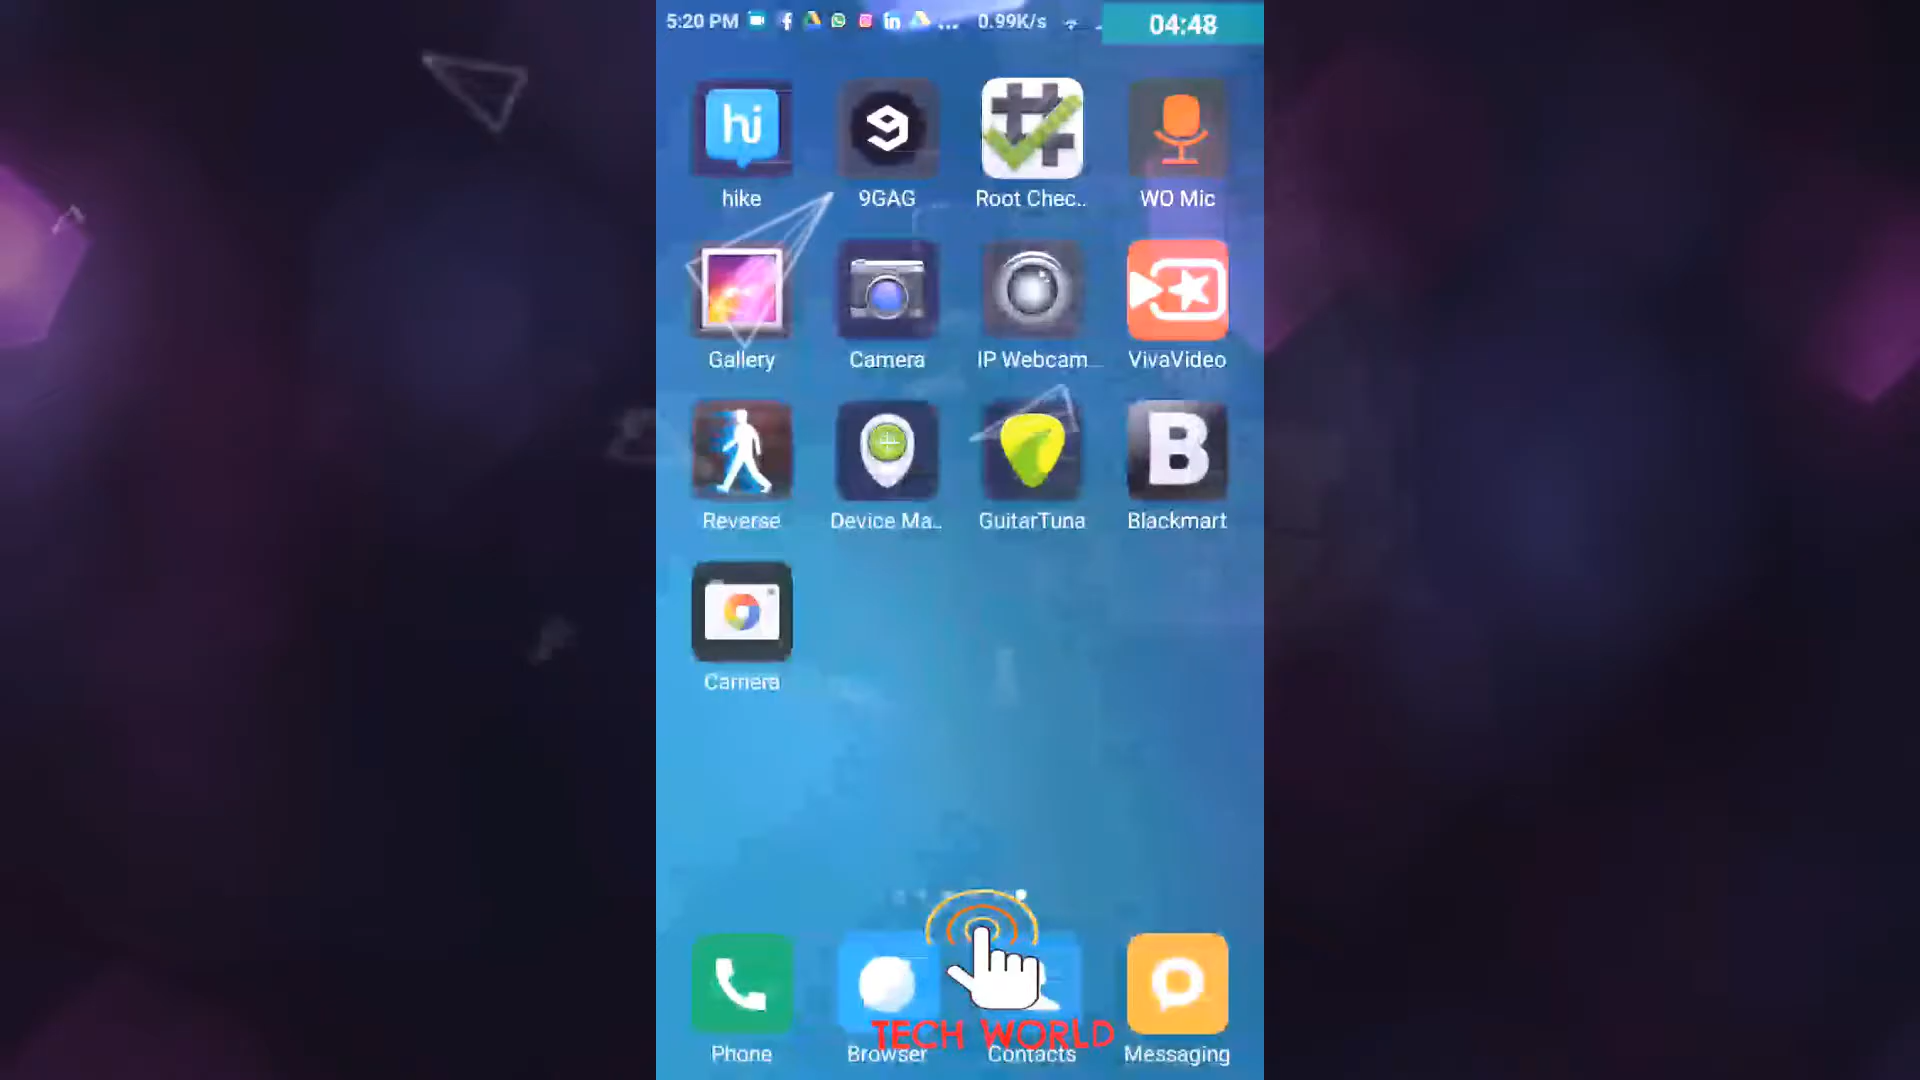 5:20 PM ... 0.99K/s 04:48
hi
hike 9GAG Root Chec.. WO Mic
Gallery Camera IP Webcam... VivaVideo
B
Reverse Device Ma.. GuitarTuna Blackmart
Camera
TECH WORLD
Phone Browser Contacts Messaging